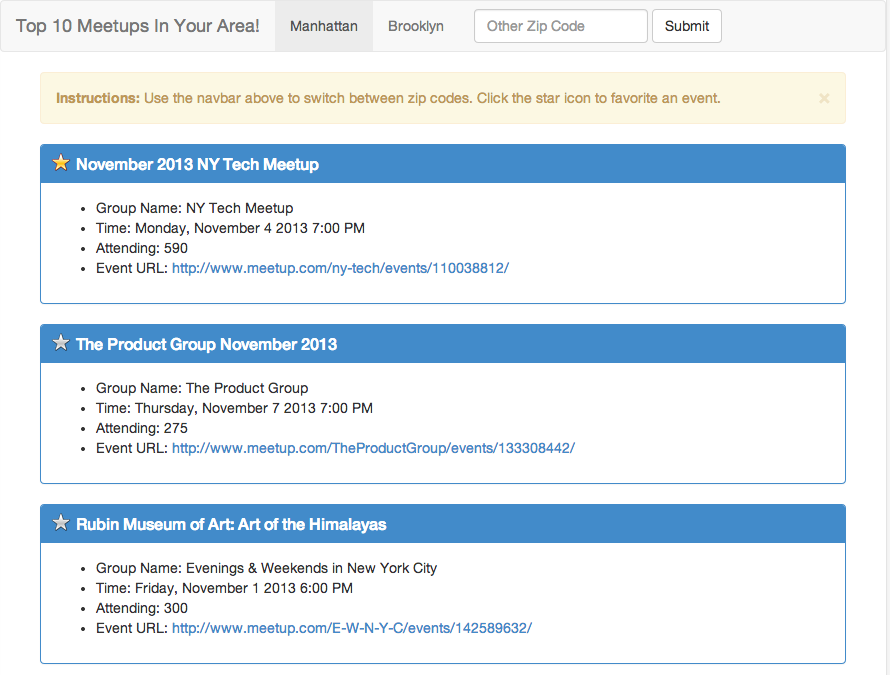 Top 10 Meetups In Your Area! Manhattan Brooklyn Other Zip Code Submit
Instructions: Use the navbar above to switch between zip codes. Click the star icon to favorite an event. ×
November 2013 NY Tech Meetup
• Group Name: NY Tech Meetup
• Time: Monday, November 4 2013 7:00 PM
• Attending: 590
• Event URL: http://www.meetup.com/ny-tech/events/110038812/
The Product Group November 2013
• Group Name: The Product Group
• Time: Thursday, November 7 2013 7:00 PM
• Attending: 275
• Event URL: http://www.meetup.com/TheProductGroup/events/133308442/
Rubin Museum of Art: Art of the Himalayas
• Group Name: Evenings & Weekends in New York City
• Time: Friday, November 1 2013 6:00 PM
• Attending: 300
• Event URL: http://www.meetup.com/E-W-N-Y-C/events/142589632/